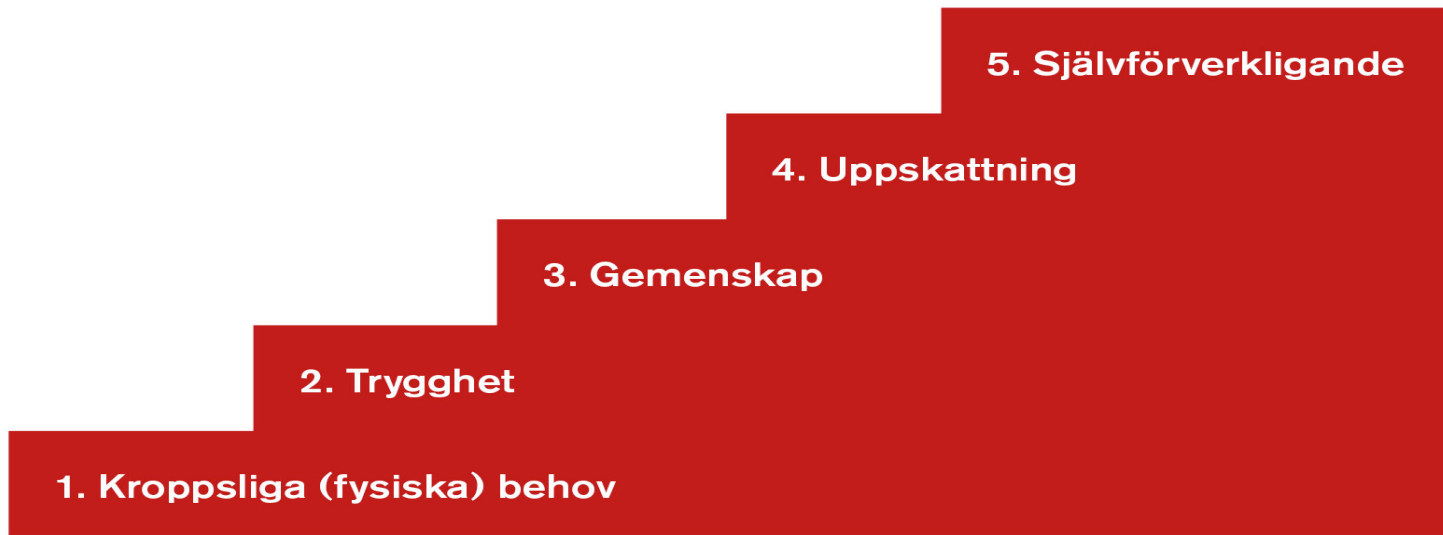 5. Självförverkligande
4. Uppskattning
3. Gemenskap
2. Trygghet
1. Kroppsliga (fysiska) behov